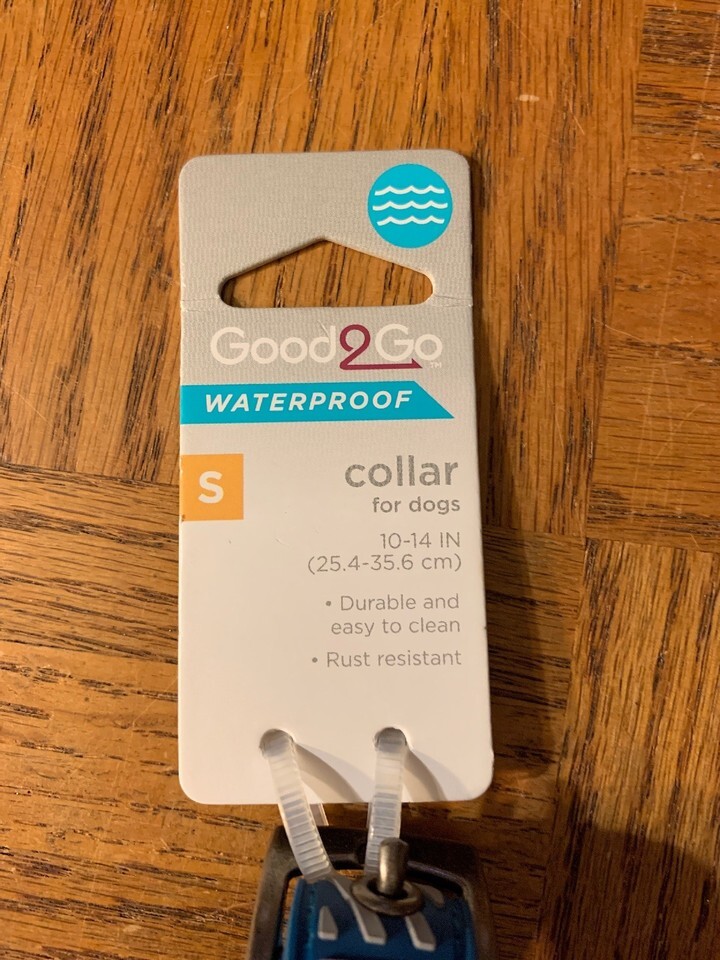 Good2Go™
WATERPROOF
S
collar
for dogs
10-14 IN
(25.4-35.6 cm)
• Durable and
easy to clean
• Rust resistant